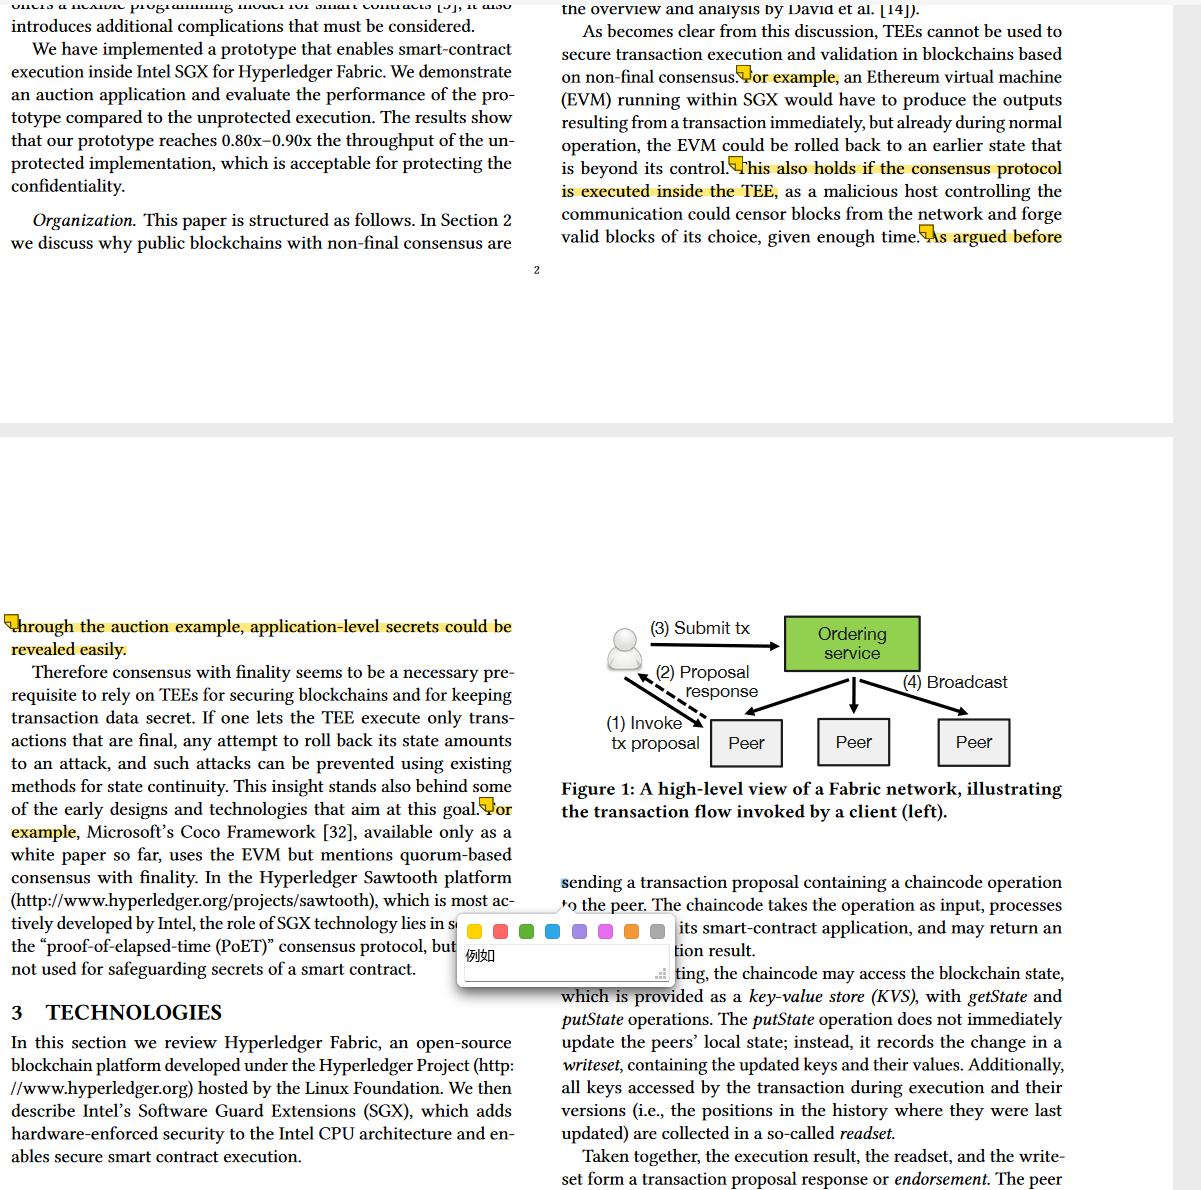 offers a flexible programming model for smart contracts [5], it also
introduces additional complications that must be considered.
We have implemented a prototype that enables smart-contract
execution inside Intel SGX for Hyperledger Fabric. We demonstrate
an auction application and evaluate the performance of the pro-
totype compared to the unprotected execution. The results show
that our prototype reaches 0.80x–0.90x the throughput of the un-
protected implementation, which is acceptable for protecting the
confidentiality.
Organization. This paper is structured as follows. In Section 2
we discuss why public blockchains with non-final consensus are
the overview and analysis by David et al. [14]).
As becomes clear from this discussion, TEEs cannot be used to
secure transaction execution and validation in blockchains based
on non-final consensus. For example, an Ethereum virtual machine
(EVM) running within SGX would have to produce the outputs
resulting from a transaction immediately, but already during normal
operation, the EVM could be rolled back to an earlier state that
is beyond its control. This also holds if the consensus protocol
is executed inside the TEE, as a malicious host controlling the
communication could censor blocks from the network and forge
valid blocks of its choice, given enough time. As argued before
2
through the auction example, application-level secrets could be
revealed easily.
Therefore consensus with finality seems to be a necessary pre-
requisite to rely on TEEs for securing blockchains and for keeping
transaction data secret. If one lets the TEE execute only trans-
actions that are final, any attempt to roll back its state amounts
to an attack, and such attacks can be prevented using existing
methods for state continuity. This insight stands also behind some
of the early designs and technologies that aim at this goal. For
example, Microsoft's Coco Framework [32], available only as a
white paper so far, uses the EVM but mentions quorum-based
consensus with finality. In the Hyperledger Sawtooth platform
(http://www.hyperledger.org/projects/sawtooth), which is most ac-
tively developed by Intel, the role of SGX technology lies in
the “proof-of-elapsed-time (PoET)” consensus protocol, but
not used for safeguarding secrets of a smart contract.
3 TECHNOLOGIES
In this section we review Hyperledger Fabric, an open-source
blockchain platform developed under the Hyperledger Project (http:
//www.hyperledger.org) hosted by the Linux Foundation. We then
describe Intel's Software Guard Extensions (SGX), which adds
hardware-enforced security to the Intel CPU architecture and en-
ables secure smart contract execution.
例如
(3) Submit tx
Ordering
service
(2) Proposal
response
(4) Broadcast
(1) Invoke
tx proposal
Peer
Peer
Peer
Figure 1: A high-level view of a Fabric network, illustrating
the transaction flow invoked by a client (left).
sending a transaction proposal containing a chaincode operation
to the peer. The chaincode takes the operation as input, processes
its smart-contract application, and may return an
tion result.
ting, the chaincode may access the blockchain state,
which is provided as a key-value store (KVS), with getState and
putState operations. The putState operation does not immediately
update the peers' local state; instead, it records the change in a
writeset, containing the updated keys and their values. Additionally,
all keys accessed by the transaction during execution and their
versions (i.e., the positions in the history where they were last
updated) are collected in a so-called readset.
Taken together, the execution result, the readset, and the write-
set form a transaction proposal response or endorsement. The peer